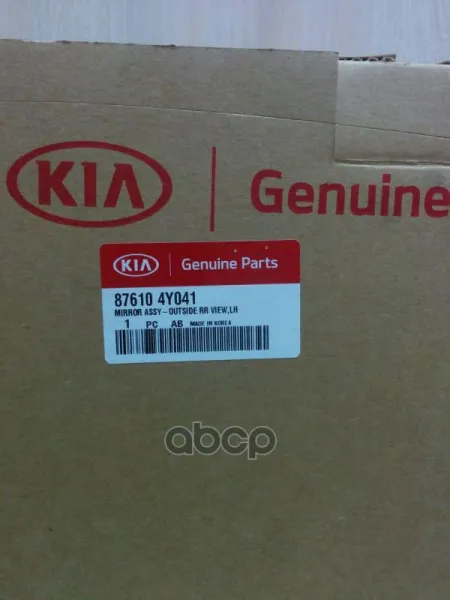 KIA Genuine
KIA Genuine Parts
87610 4Y041
MIRROR ASSY-OUTSIDE RR VIEW,LH
1 PC AB MADE IN KOREA
abcp